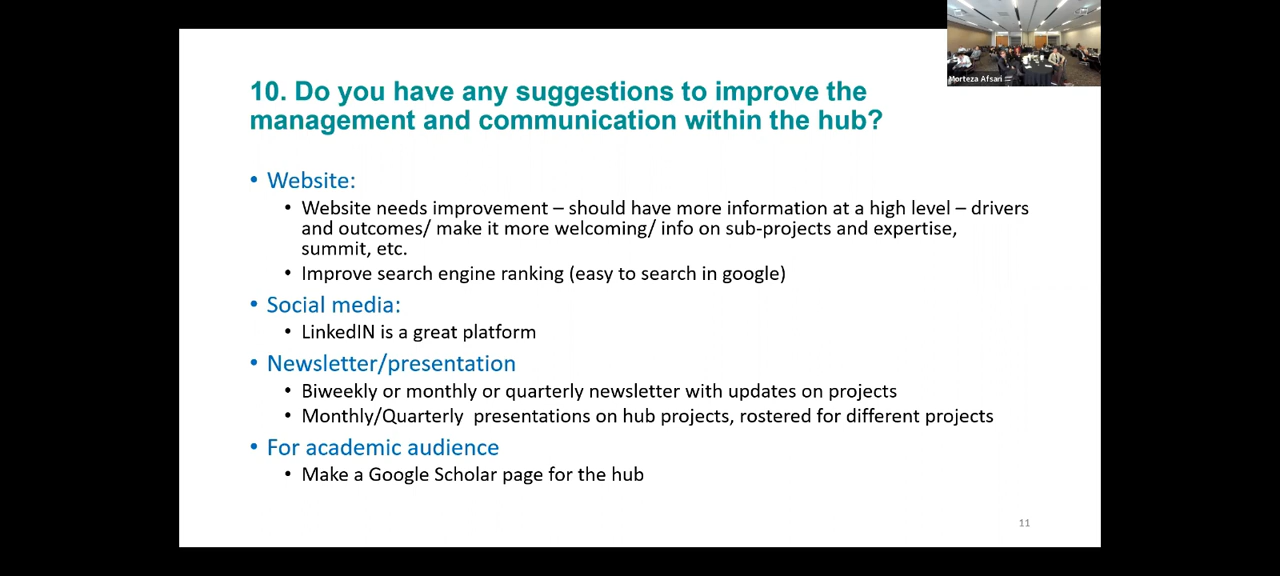 10. Do you have any suggestions to improve the
management and communication within the hub?
• Website:
• Website needs improvement – should have more information at a high level – drivers
and outcomes/ make it more welcoming/ info on sub-projects and expertise,
summit, etc.
• Improve search engine ranking (easy to search in google)
• Social media:
• LinkedIN is a great platform
• Newsletter/presentation
• Biweekly or monthly or quarterly newsletter with updates on projects
• Monthly/Quarterly  presentations on hub projects, rostered for different projects
• For academic audience
• Make a Google Scholar page for the hub
11
Morteza Afsari